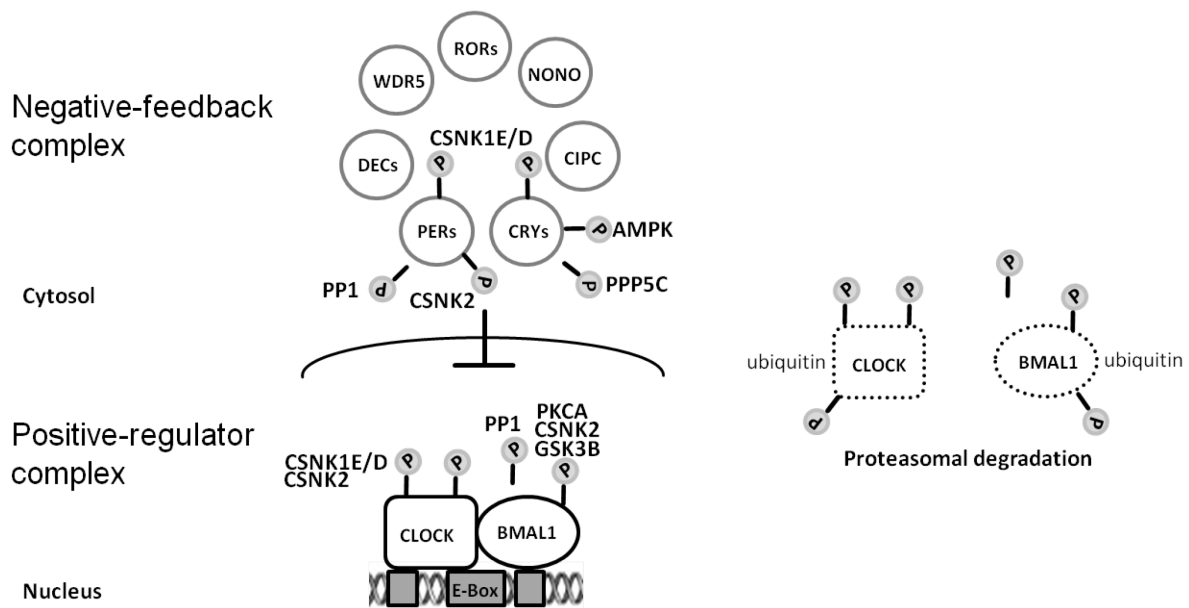 RORs
WDR5
NONO
Negative-feedback
complex
CSNK1E/D
DECs
P
P
CIPC
PERs
CRYs
P
AMPK
PP1
P
P
P
PPP5C
CSNK2
Cytosol
P
P
P
P
ubiquitin
CLOCK
BMAL1
ubiquitin
P
P
Proteasomal degradation
Positive-regulator
complex
PP1
PKCA
CSNK2
GSK3B
CSNK1E/D
CSNK2
P
P
P
P
CLOCK
BMAL1
E-Box
Nucleus